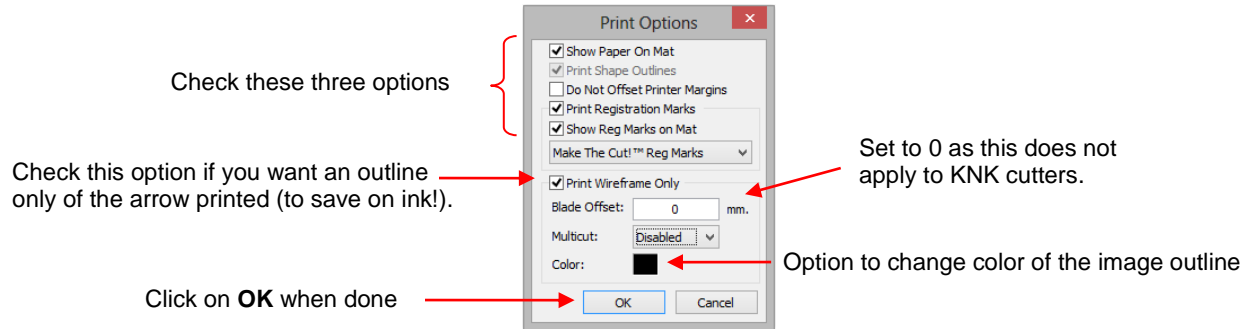 Print Options
Show Paper On Mat
Print Shape Outlines
Do Not Offset Printer Margins
Print Registration Marks
Show Reg Marks on Mat
Make The Cut!™ Reg Marks
Print Wireframe Only
Blade Offset: 0 mm.
Multicut: Disabled
Color:
OK Cancel
Check these three options
Check this option if you want an outline
only of the arrow printed (to save on ink!).
Click on OK when done
Set to 0 as this does not
apply to KNK cutters.
Option to change color of the image outline